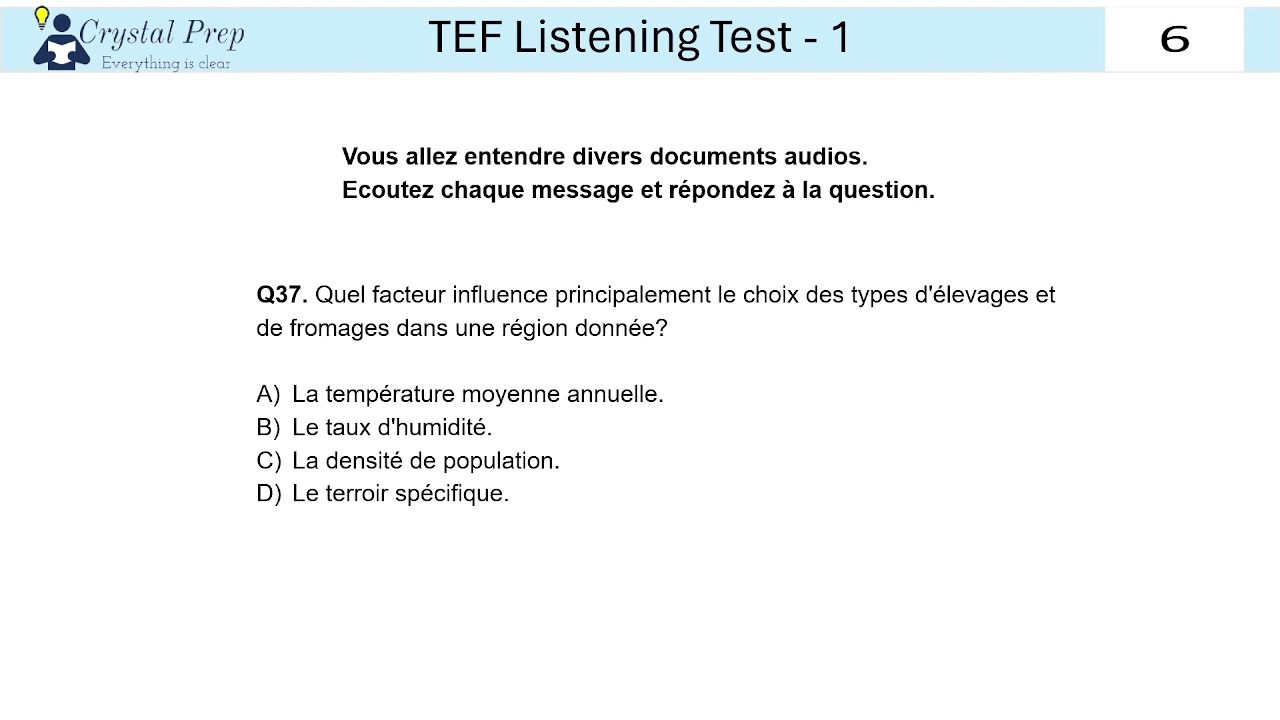 Crystal Prep
Everything is clear
TEF Listening Test - 1
6
Vous allez entendre divers documents audios.
Ecoutez chaque message et répondez à la question.
Q37. Quel facteur influence principalement le choix des types d'élevages et
de fromages dans une région donnée?
A) La température moyenne annuelle.
B) Le taux d'humidité.
C) La densité de population.
D) Le terroir spécifique.